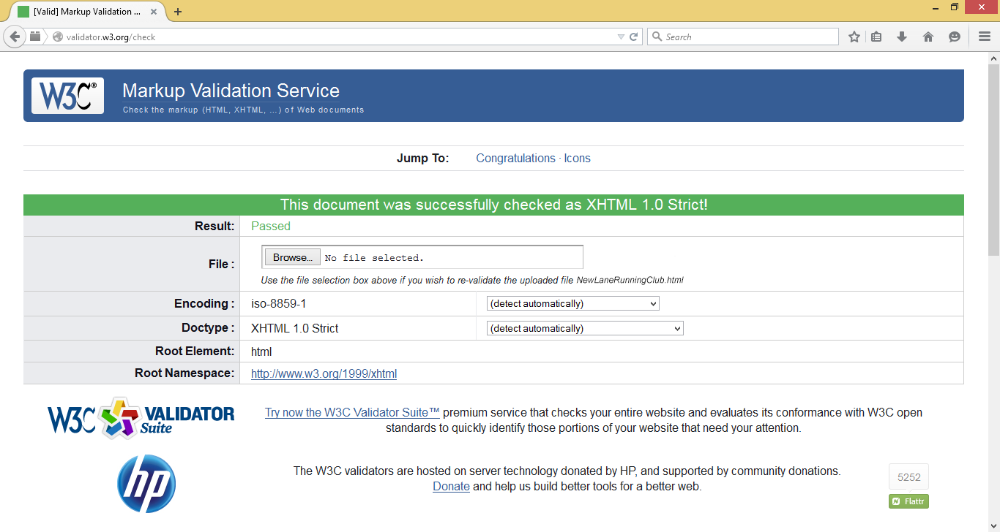 [Valid] Markup Validation ...
validator.w3.org/check
Search
W3C®
Markup Validation Service
Check the markup (HTML, XHTML, …) of Web documents
Jump To: Congratulations · Icons
This document was successfully checked as XHTML 1.0 Strict!
Result: Passed
File : Browse... No file selected.
Use the file selection box above if you wish to re-validate the uploaded file NewLaneRunningClub.html
Encoding : iso-8859-1 (detect automatically)
Doctype : XHTML 1.0 Strict (detect automatically)
Root Element: html
Root Namespace: http://www.w3.org/1999/xhtml
W3C VALIDATOR
Suite
Try now the W3C Validator Suite™ premium service that checks your entire website and evaluates its conformance with W3C open
standards to quickly identify those portions of your website that need your attention.
hp
The W3C validators are hosted on server technology donated by HP, and supported by community donations.
Donate and help us build better tools for a better web.
5252
Flattr